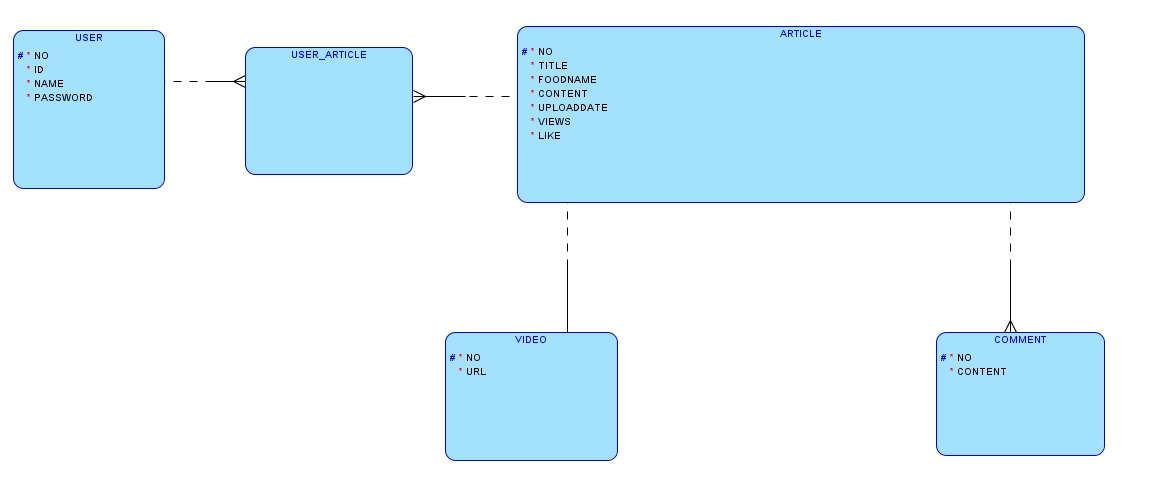 USER
# * NO
* ID
* NAME
* PASSWORD
USER_ARTICLE
ARTICLE
# * NO
* TITLE
* FOODNAME
* CONTENT
* UPLOADDATE
* VIEWS
* LIKE
VIDEO
# * NO
* URL
COMMENT
# * NO
* CONTENT